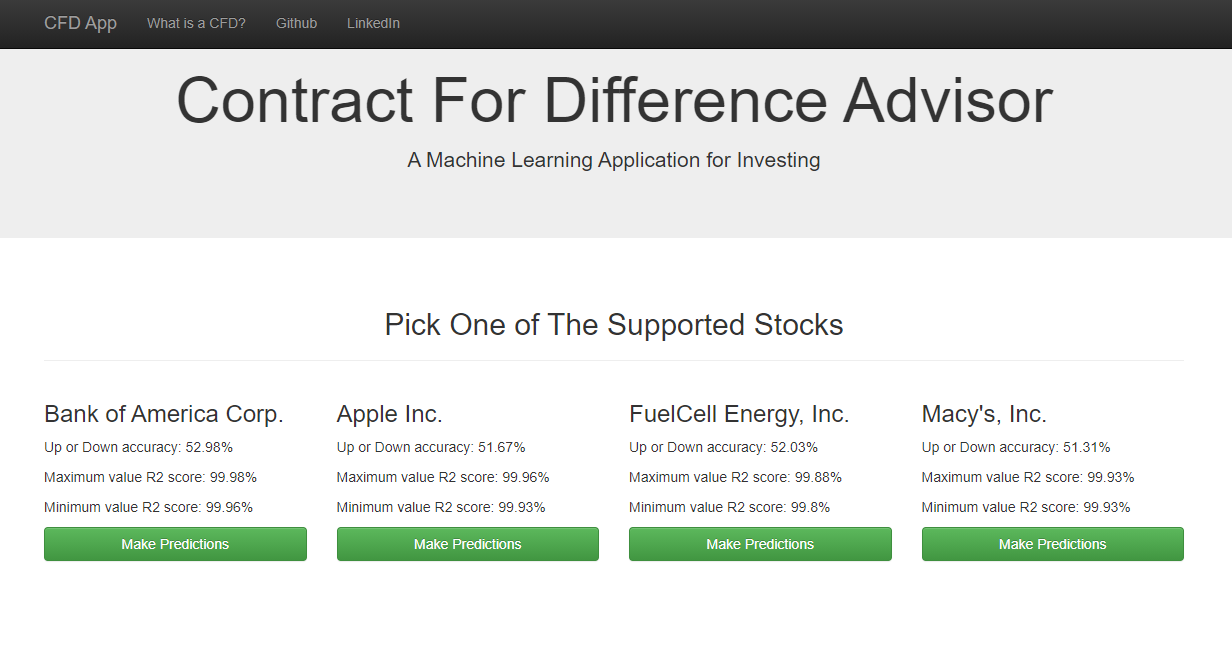 CFD App What is a CFD? Github LinkedIn
Contract For Difference Advisor
A Machine Learning Application for Investing
Pick One of The Supported Stocks
Bank of America Corp.
Up or Down accuracy: 52.98%
Maximum value R2 score: 99.98%
Minimum value R2 score: 99.96%
Make Predictions
Apple Inc.
Up or Down accuracy: 51.67%
Maximum value R2 score: 99.96%
Minimum value R2 score: 99.93%
Make Predictions
FuelCell Energy, Inc.
Up or Down accuracy: 52.03%
Maximum value R2 score: 99.88%
Minimum value R2 score: 99.8%
Make Predictions
Macy's, Inc.
Up or Down accuracy: 51.31%
Maximum value R2 score: 99.93%
Minimum value R2 score: 99.93%
Make Predictions